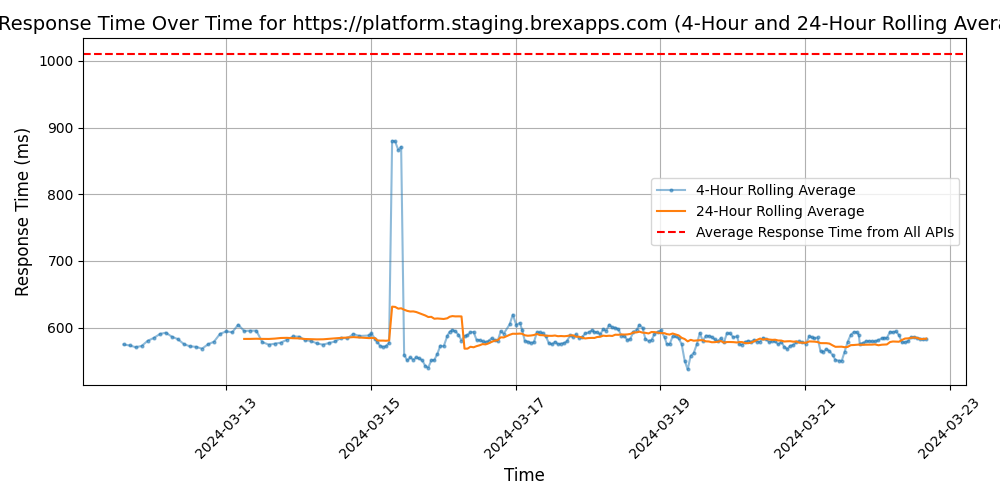 Response Time Over Time for https://platform.staging.brexapps.com (4-Hour and 24-Hour Rolling
1000
900
800
700
600
Response Time (ms)
4-Hour Rolling Average
24-Hour Rolling Average
Average Response Time from All APIs
2024-03-13
2024-03-15
2024-03-17
2024-03-19
2024-03-21
2024-03-23
Time